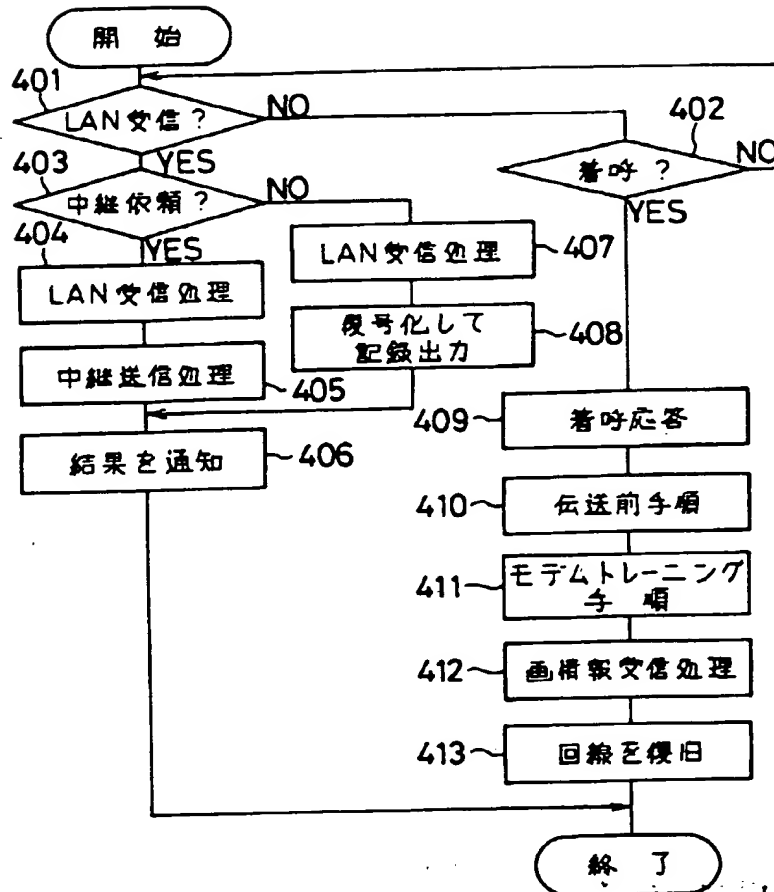 開始
401
LAN受信?
NO
402
着呼?
NO
YES
403
YES
中継依頼?
NO
404
YES
LAN受信処理
LAN受信処理
407
復号化して
記録出力
408
中継送信処理
405
結果を通知
406
409
着呼応答
410
伝送前手順
411
モデムトレーニング
手順
412
画情報受信処理
413
回線を復旧
終了